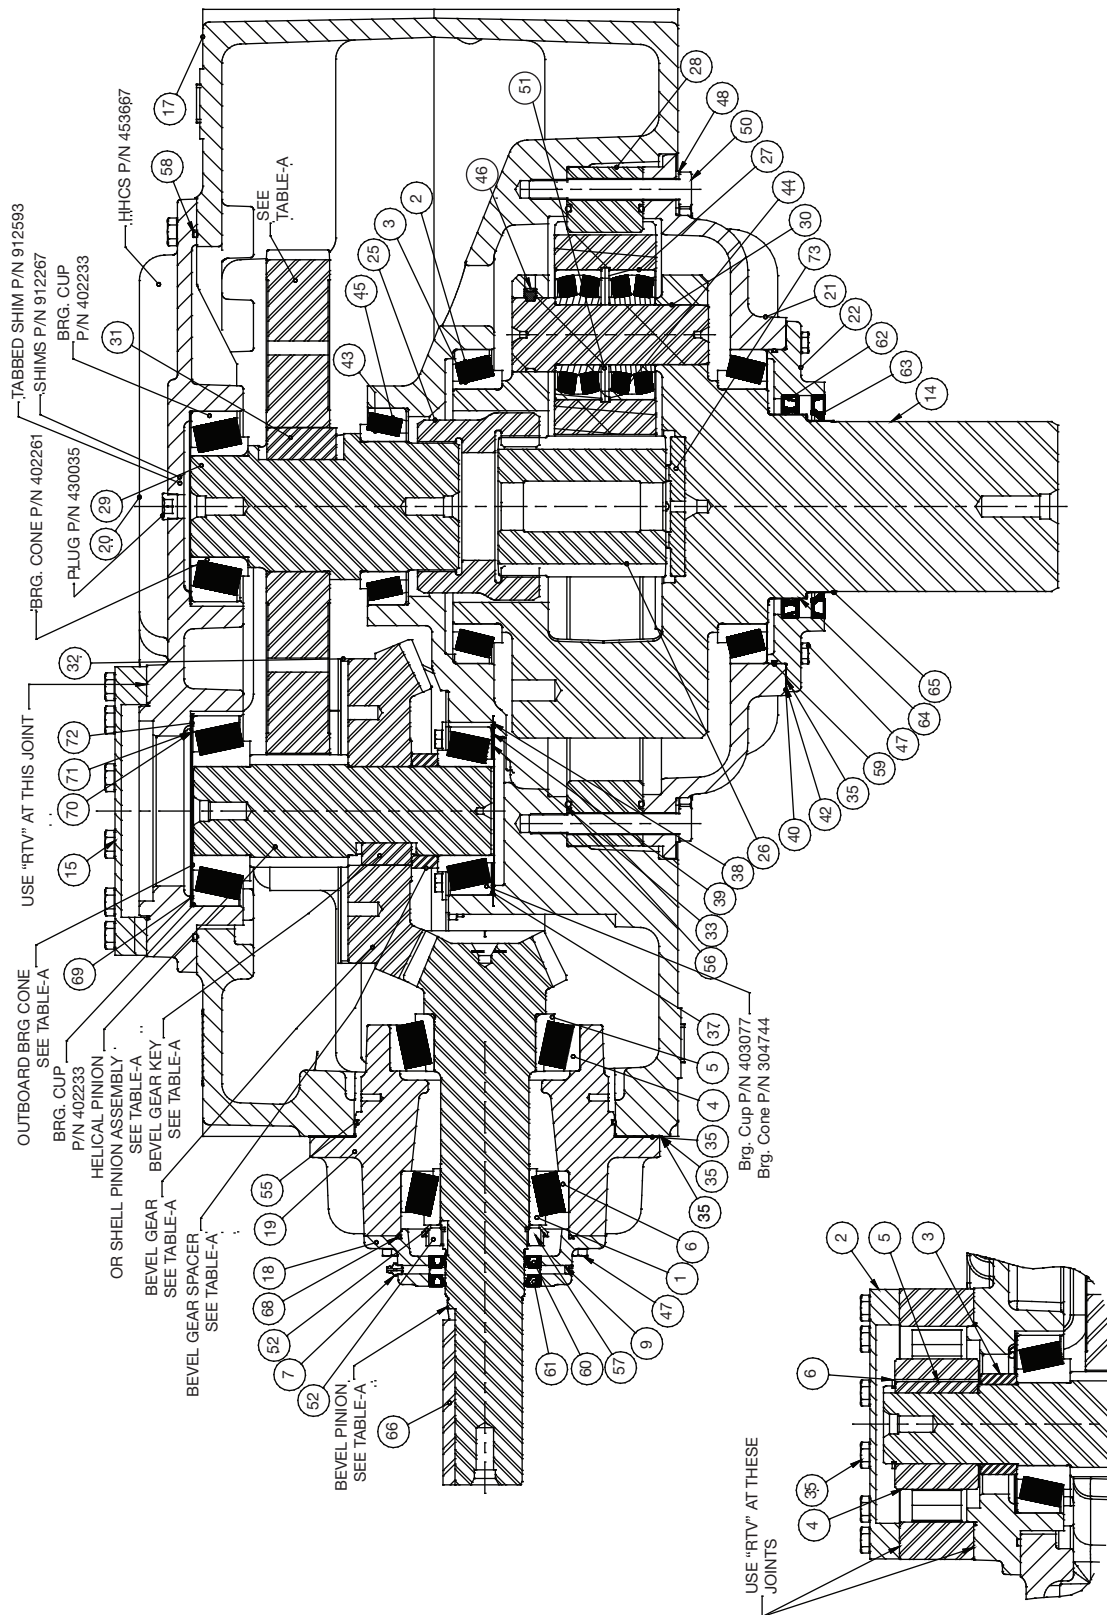 HHCS P/N 453667
TABBED SHIM P/N 912593
SHIMS P/N 912267
BRG. CUP
P/N 402233
BRG. CONE P/N 402261
PLUG P/N 430035
SEE
TABLE-A
USE "RTV" AT THIS JOINT
OUTBOARD BRG CONE
SEE TABLE-A
BRG. CUP
P/N 402233
HELICAL PINION
OR SHELL PINION ASSEMBLY
SEE TABLE-A
BEVEL GEAR KEY
SEE TABLE-A
BEVEL GEAR
SEE TABLE-A
BEVEL GEAR SPACER
SEE TABLE-A
BEVEL PINION
SEE TABLE-A
Brg. Cup P/N 403077
Brg. Cone P/N 304744
17
58
31
29
20
28
48
50
51
27
46
44
30
73
2
3
25
45
43
21
22
62
63
14
32
72
71
70
15
69
65
64
47
59
35
42
40
26
38
39
33
56
37
5
4
35
35
35
6
1
47
9
57
60
61
55
19
18
68
52
7
52
66
USE "RTV" AT THESE
JOINTS
2
5
3
6
35
4